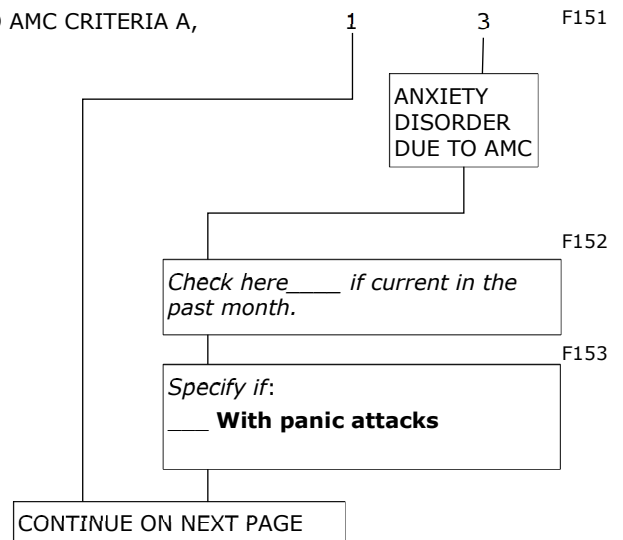 AMC CRITERIA A, 1 3 F151
ANXIETY
DISORDER
DUE TO AMC
F152
Check here____ if current in the
past month.
F153
Specify if:
___ With panic attacks
CONTINUE ON NEXT PAGE